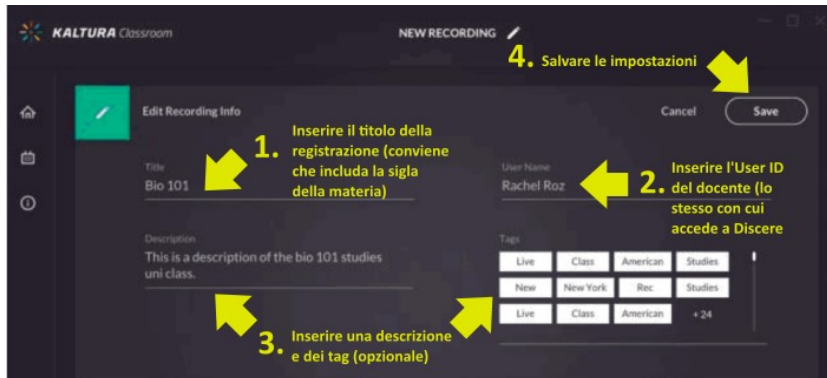 KALTURA Classroom
NEW RECORDING
4. Salvare le impostazioni
Edit Recording Info
Cancel
Save
1. Inserire il titolo della
registrazione (conviene
che includa la sigla
della materia)
Title
Bio 101
User Name
Rachel Roz
2. Inserire l'User ID
del docente (lo
stesso con cui
accede a Discere
Description
This is a description of the bio 101 studies
uni class.
Tags
Live Class American Studies
New New York Rec Studies
Live Class American +24
3. Inserire una descrizione
e dei tag (opzionale)